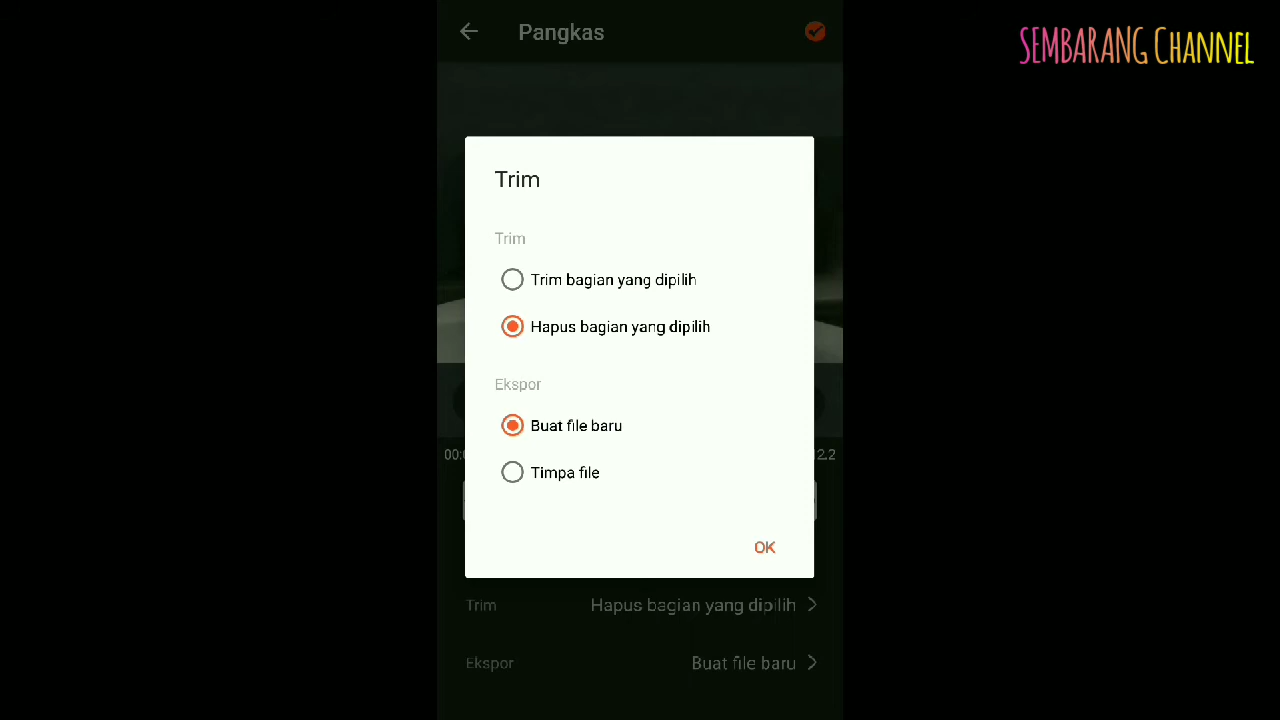 Pangkas
SEMBARANG CHANNEL
Trim
Trim
Trim bagian yang dipilih
Hapus bagian yang dipilih
Ekspor
Buat file baru
Timpa file
OK
Trim
Hapus bagian yang dipilih
Ekspor
Buat file baru